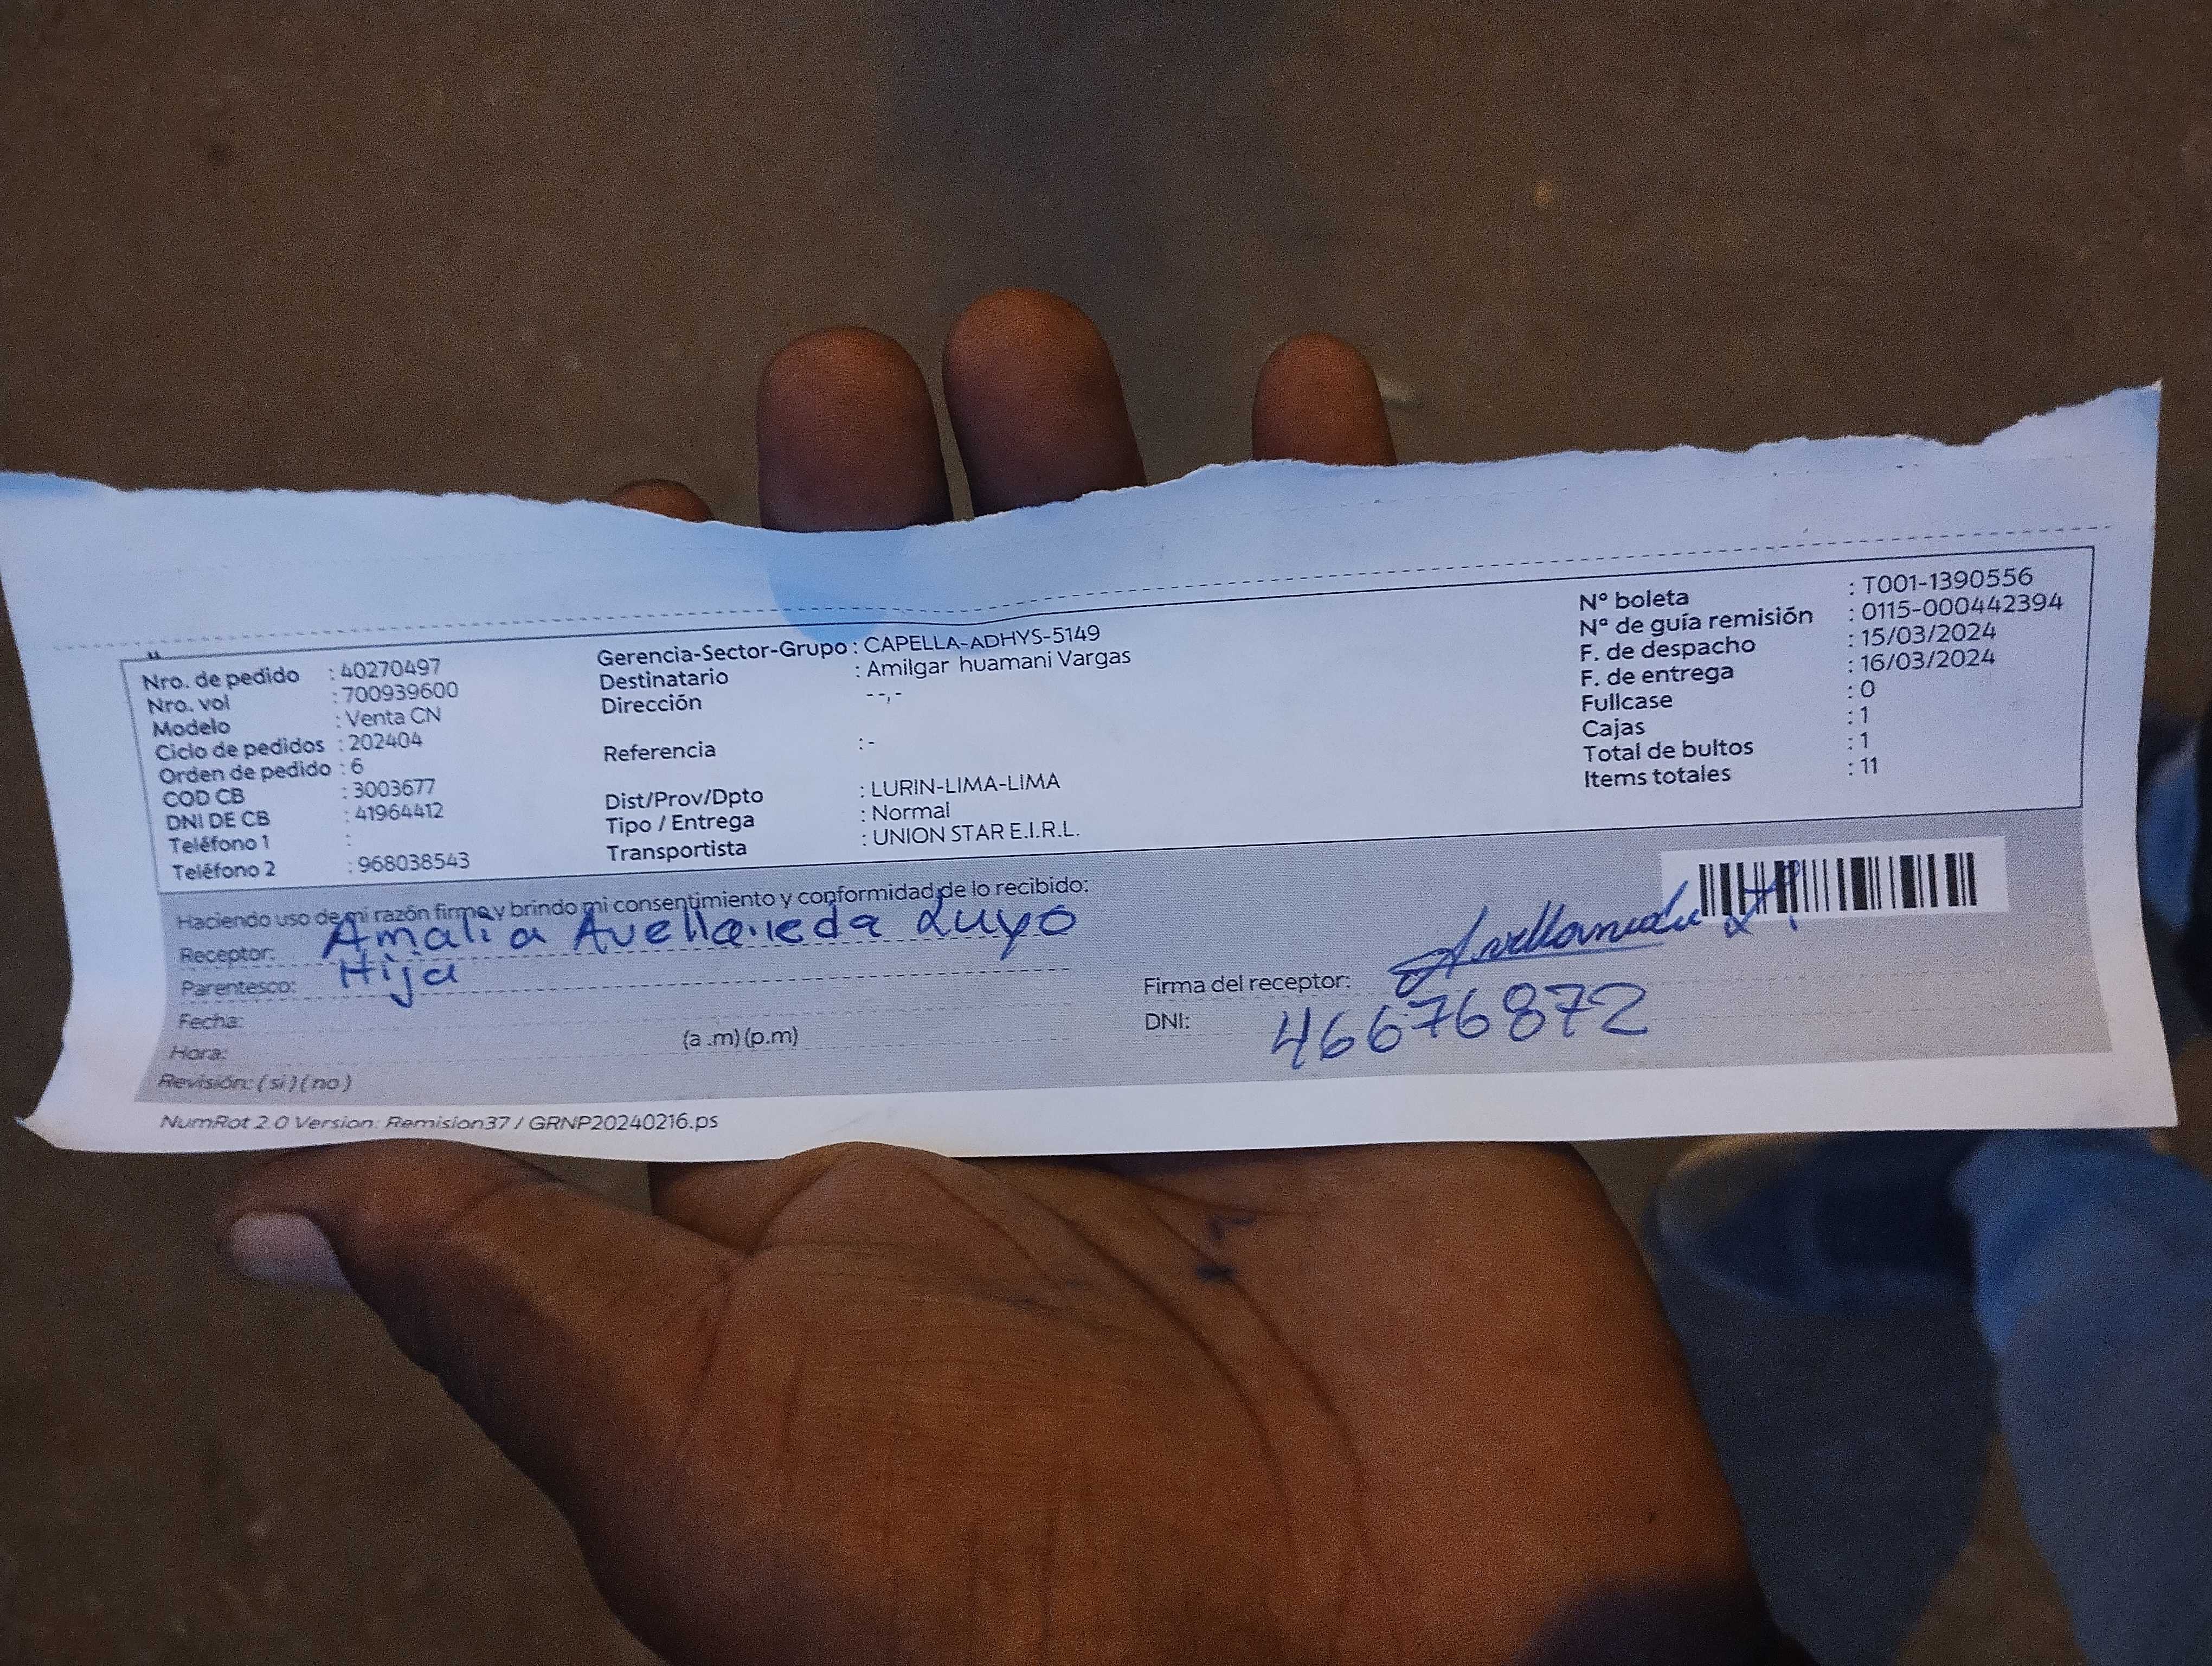 Nro. de pedido : 40270497
Nro. vol : 700939600
Modelo : Venta CN
Ciclo de pedidos : 202404
Orden de pedido : 6
COD CB : 3003677
DNI DE CB : 41964412
Teléfono 1 :
Teléfono 2 : 968038543
Gerencia-Sector-Grupo : CAPELLA-ADHYS-5149
Destinatario : Amilgar huamani Vargas
Dirección --,-
Referencia : -
Dist/Prov/Dpto : LURIN-LIMA-LIMA
Tipo / Entrega : Normal
Transportista : UNION STAR E.I.R.L.
Nº boleta : T001-1390556
Nº de guía remisión : 0115-000442394
F. de despacho : 15/03/2024
F. de entrega : 16/03/2024
Fullcase : 0
Cajas : 1
Total de bultos : 1
Items totales : 11
Haciendo uso de mi razón firmo y brindo mi consentimiento y conformidad de lo recibido:
Receptor: Amalia Avellaneda Luyo
Parentesco: Hija
Fecha:
Hora: (a .m) (p.m)
Revisión: ( si ) ( no )
Firma del receptor: Avellaneda
DNI: 46676872
NumRot 2.0 Version: Remision37 / GRNP20240216.ps